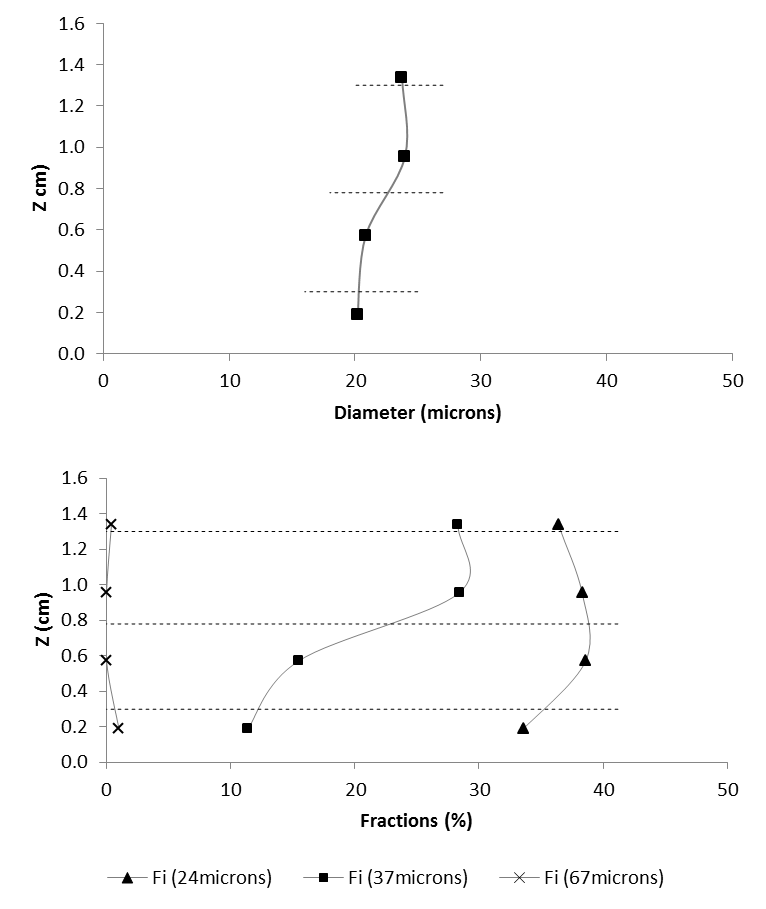 1.6
1.4
1.2
1.0
0.8
0.6
0.4
0.2
0.0
Z cm)
0 10 20 30 40 50
Diameter (microns)
1.6
1.4
1.2
1.0
0.8
0.6
0.4
0.2
0.0
Z (cm)
0 10 20 30 40 50
Fractions (%)
Fi (24microns) Fi (37microns) Fi (67microns)